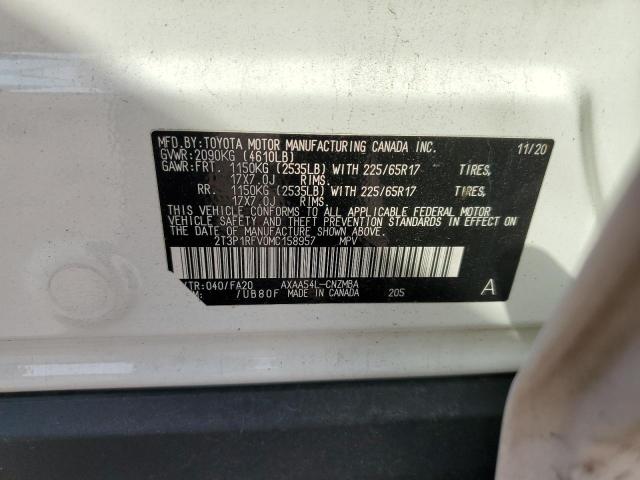 MFD.BY:TOYOTA MOTOR MANUFACTURING CANADA INC. 11/20
GVWR:2090KG (4610LB)
GAWR:FRT. 1150KG (2535LB) WITH 225/65R17 TIRES,
17X7.0J RIMS.
RR. 1150KG (2535LB) WITH 225/65R17 TIRES,
17X7.0J RIMS.
THIS VEHICLE CONFORMS TO ALL APPLICABLE FEDERAL MOTOR
VEHICLE SAFETY AND THEFT PREVENTION STANDARDS IN EFFECT
ON THE DATE OF MANUFACTURE SHOWN ABOVE.
2T3P1RFV0MC158957 MPV
/TR:040/FA20 AXAA54L-CNZMBA
/UB80F MADE IN CANADA 205 A